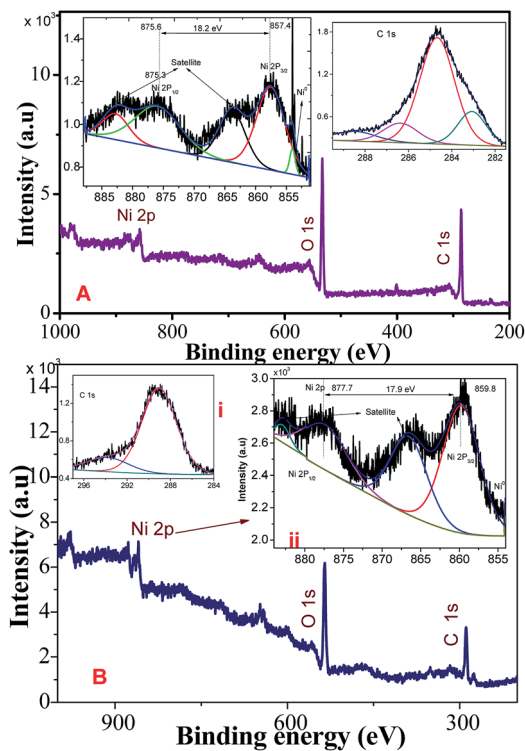 x 10³
A
12
10
7
5
2
0
Intensity (a.u)
1000
800
600
400
200
Binding energy (eV)
Ni 2p
O 1s
C 1s
875.6
18.2 eV
857.4
Ni 2P3/2
875.3
Satellite
Ni 2P1/2
Ni⁰
1.4
1.2
1.0
0.8
885
880
875
870
865
860
855
C 1s
1.8
1.2
0.6
288
286
284
282
x 10³
B
14
12
10
8
6
4
2
0
Intensity (a.u)
900
600
300
Binding energy (eV)
Ni 2p
O 1s
C 1s
i
C 1s
1.2
0.8
0.4
296
292
288
284
ii
x10³
3.0
2.8
2.6
2.4
2.2
2.0
Intensity (a.u)
Ni 2p
877.7
17.9 eV
859.8
Satellite
Ni 2P1/2
Ni 2P3/2
Ni⁰
880
875
870
865
860
855